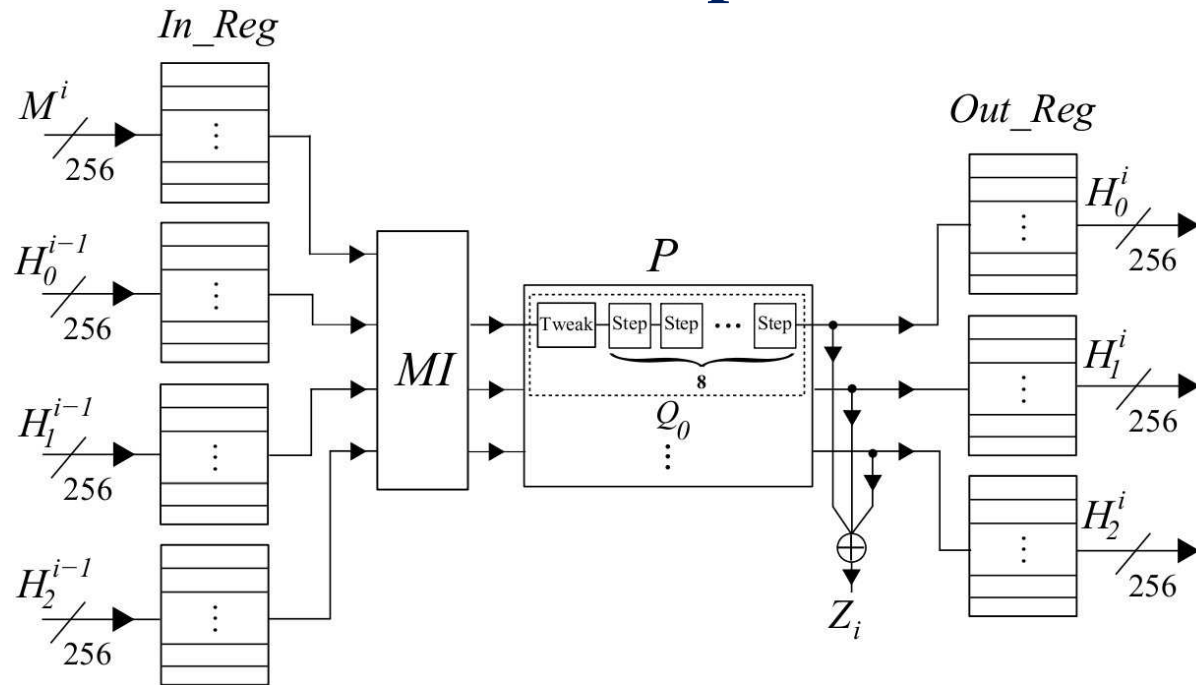 In_Reg
M^i
256
⋮
H_0^{i-1}
256
⋮
H_1^{i-1}
256
⋮
H_2^{i-1}
256
⋮
MI
P
Tweak Step Step ⋯ Step
8
Q_0
⋮
Z_i
Out_Reg
H_0^i
256
⋮
H_1^i
256
⋮
H_2^i
256
⋮